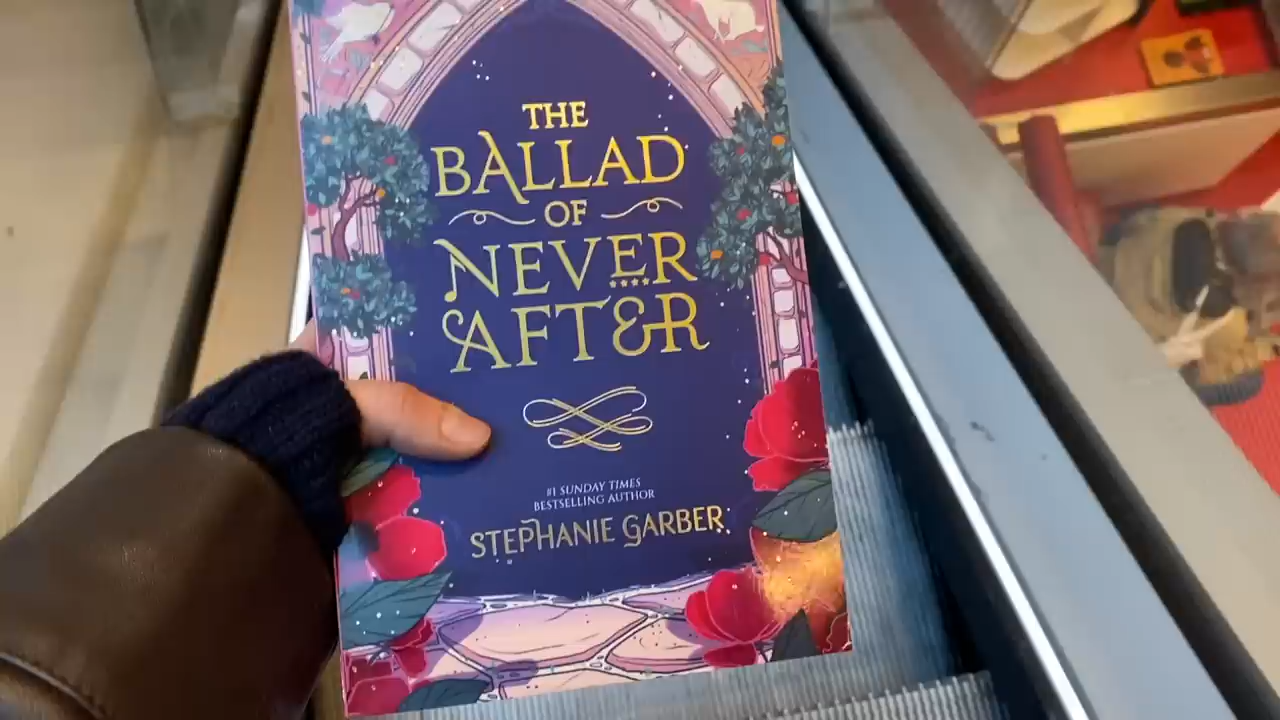 THE
BALLAD
OF
NEVER
AFTER
#1 SUNDAY TIMES
BESTSELLING AUTHOR
STEPHANIE GARBER